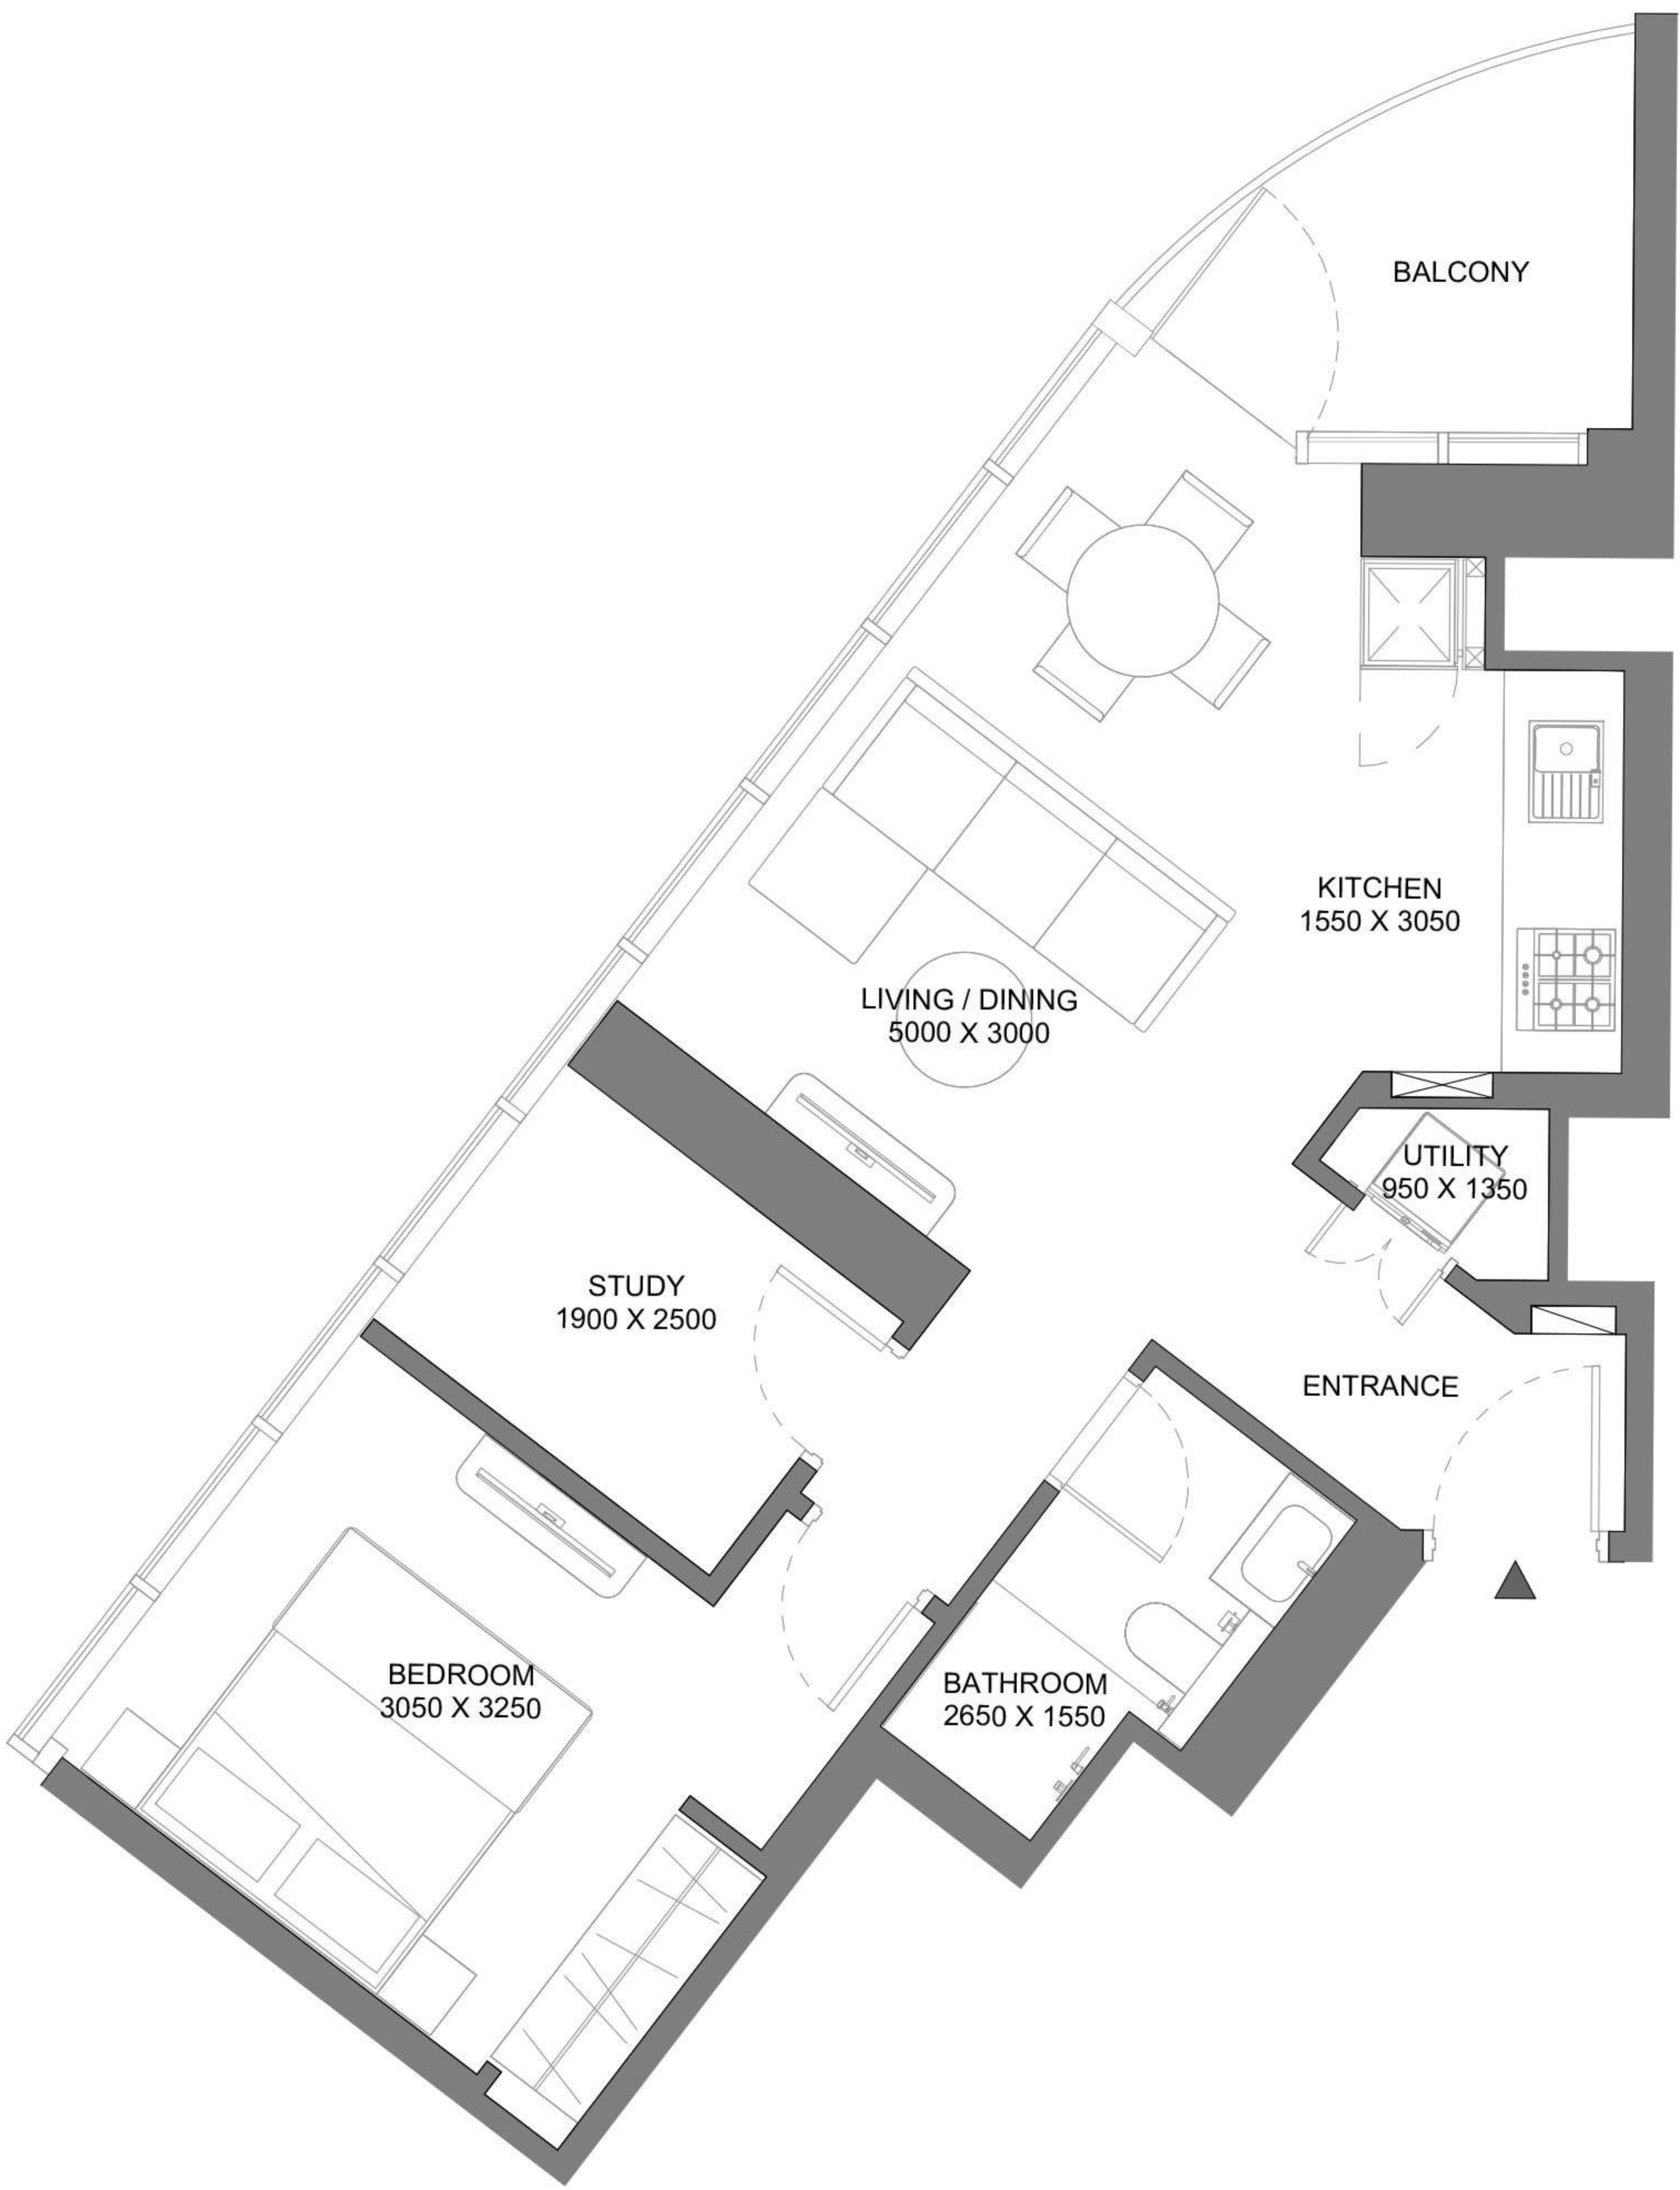 BALCONY
KITCHEN
1550 X 3050
LIVING / DINING
5000 X 3000
UTILITY
950 X 1350
STUDY
1900 X 2500
ENTRANCE
BEDROOM
3050 X 3250
BATHROOM
2650 X 1550